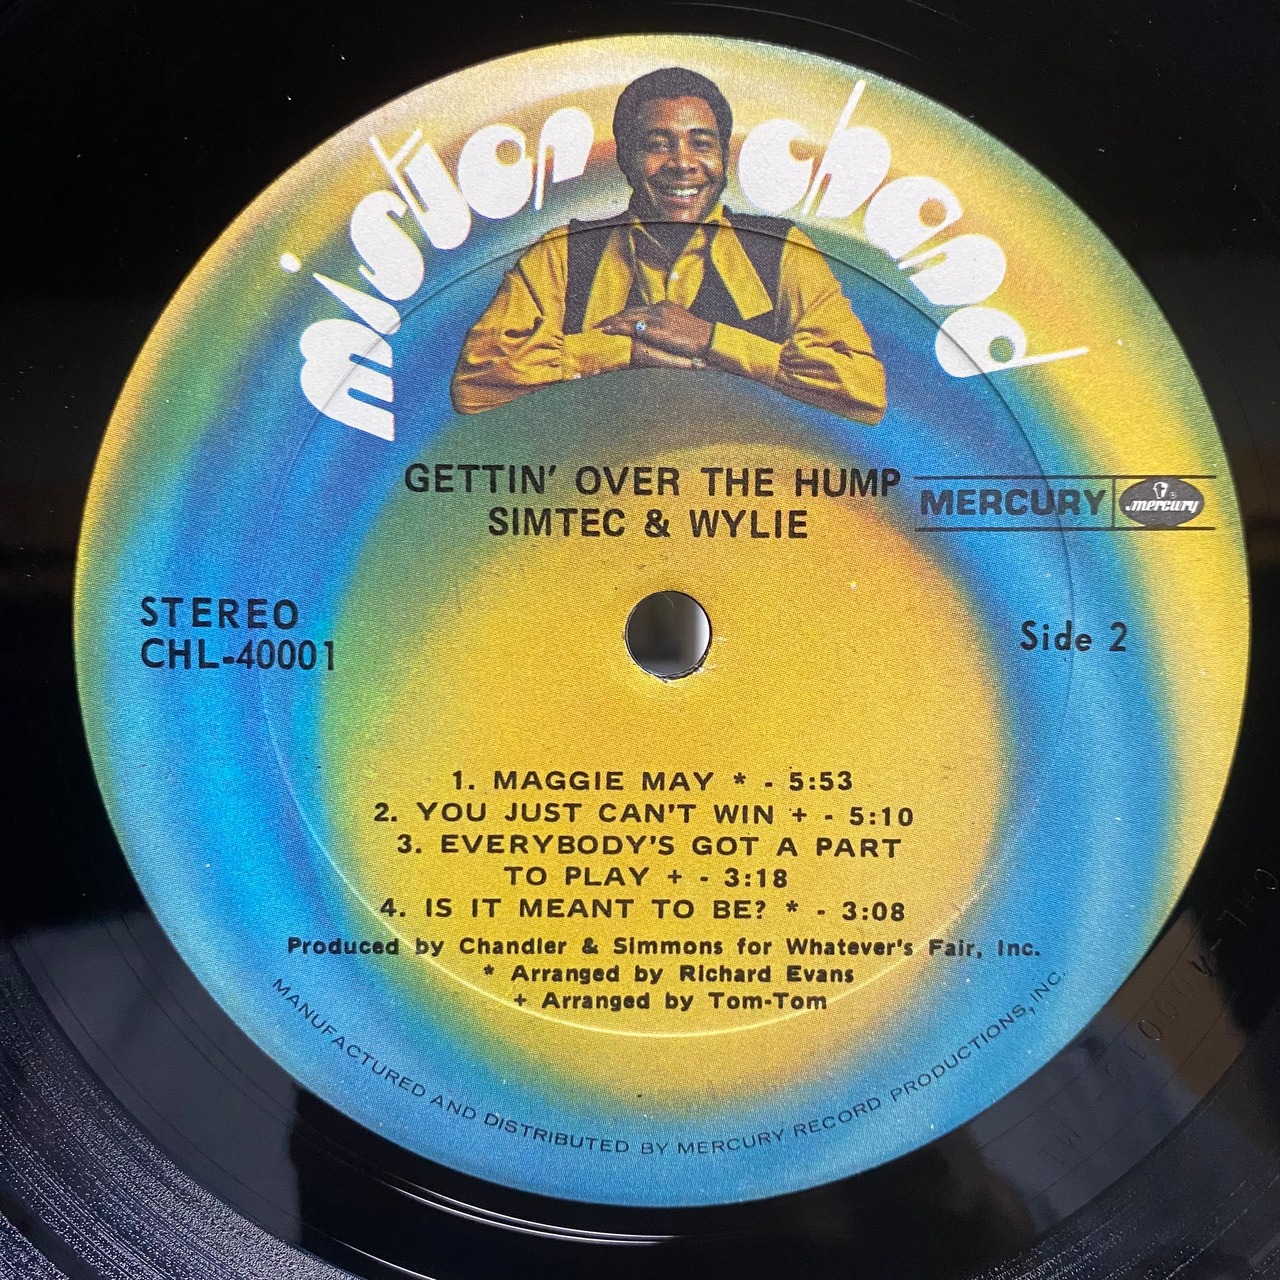 mister chand
GETTIN' OVER THE HUMP
SIMTEC & WYLIE
MERCURY mercury
STEREO
CHL-40001
Side 2
1. MAGGIE MAY * - 5:53
2. YOU JUST CAN'T WIN + - 5:10
3. EVERYBODY'S GOT A PART
TO PLAY + - 3:18
4. IS IT MEANT TO BE? * - 3:08
Produced by Chandler & Simmons for Whatever's Fair, Inc.
* Arranged by Richard Evans
+ Arranged by Tom-Tom
MANUFACTURED AND DISTRIBUTED BY MERCURY RECORD PRODUCTIONS, INC.